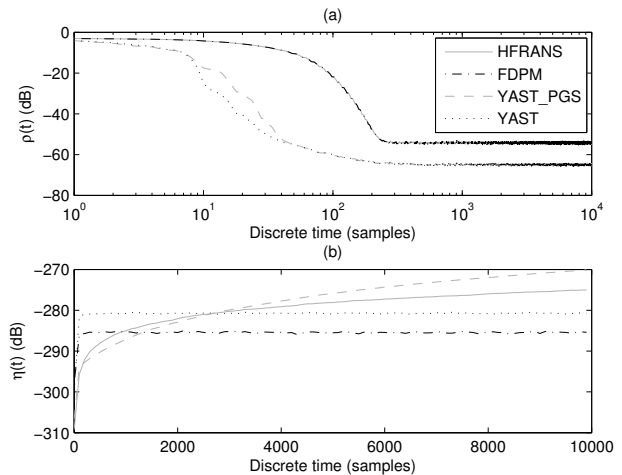 (a)
0
−20
−40
−60
−80
ρ(t) (dB)
HFRANS
FDPM
YAST_PGS
YAST
10^0 10^1 10^2 10^3 10^4
Discrete time (samples)
(b)
−270
−280
−290
−300
−310
η(t) (dB)
0 2000 4000 6000 8000 10000
Discrete time (samples)